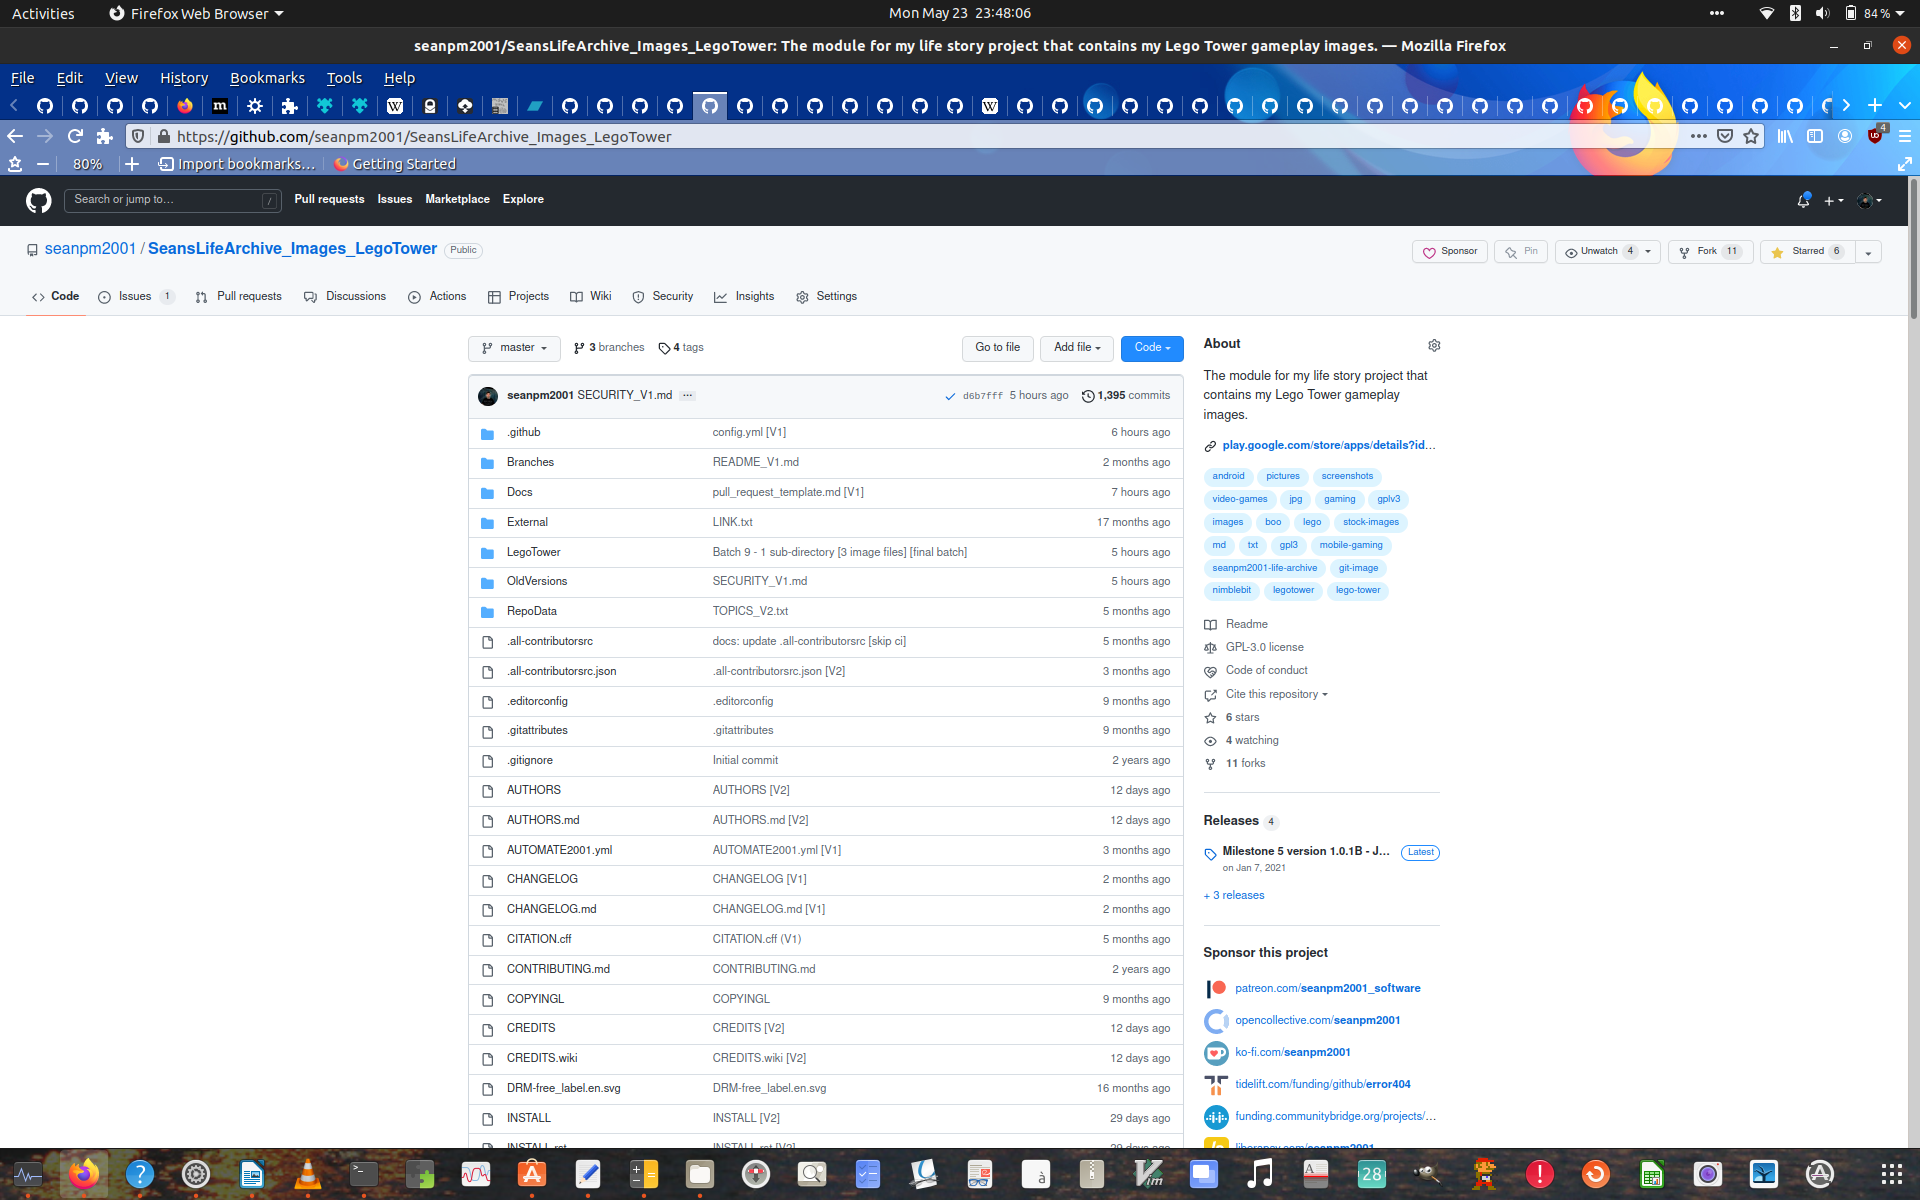 Activities Firefox Web Browser Mon May 23 23:48:06 84%
seanpm2001/SeansLifeArchive_Images_LegoTower: The module for my life story project that contains my Lego Tower gameplay images. — Mozilla Firefox
File Edit View History Bookmarks Tools Help
https://github.com/seanpm2001/SeansLifeArchive_Images_LegoTower 4
80% Import bookmarks... Getting Started
Search or jump to... / Pull requests Issues Marketplace Explore
seanpm2001 / SeansLifeArchive_Images_LegoTower Public
Sponsor Pin Unwatch 4 Fork 11 Starred 6
Code Issues 1 Pull requests Discussions Actions Projects Wiki Security Insights Settings
master 3 branches 4 tags Go to file Add file Code
seanpm2001 SECURITY_V1.md ... d6b7fff 5 hours ago 1,395 commits
.github config.yml [V1] 6 hours ago
Branches README_V1.md 2 months ago
Docs pull_request_template.md [V1] 7 hours ago
External LINK.txt 17 months ago
LegoTower Batch 9 - 1 sub-directory [3 image files] [final batch] 5 hours ago
OldVersions SECURITY_V1.md 5 hours ago
RepoData TOPICS_V2.txt 5 months ago
.all-contributorsrc docs: update .all-contributorsrc [skip ci] 5 months ago
.all-contributorsrc.json .all-contributorsrc.json [V2] 3 months ago
.editorconfig .editorconfig 9 months ago
.gitattributes .gitattributes 9 months ago
.gitignore Initial commit 2 years ago
AUTHORS AUTHORS [V2] 12 days ago
AUTHORS.md AUTHORS.md [V2] 12 days ago
AUTOMATE2001.yml AUTOMATE2001.yml [V1] 3 months ago
CHANGELOG CHANGELOG [V1] 2 months ago
CHANGELOG.md CHANGELOG.md [V1] 2 months ago
CITATION.cff CITATION.cff (V1) 5 months ago
CONTRIBUTING.md CONTRIBUTING.md 2 years ago
COPYINGL COPYINGL 9 months ago
CREDITS CREDITS [V2] 12 days ago
CREDITS.wiki CREDITS.wiki [V2] 12 days ago
DRM-free_label.en.svg DRM-free_label.en.svg 16 months ago
INSTALL INSTALL [V2] 29 days ago
About
The module for my life story project that
contains my Lego Tower gameplay
images.
play.google.com/store/apps/details?id...
android pictures screenshots
video-games jpg gaming gplv3
images boo lego stock-images
md txt gpl3 mobile-gaming
seanpm2001-life-archive git-image
nimblebit legotower lego-tower
Readme
GPL-3.0 license
Code of conduct
Cite this repository
6 stars
4 watching
11 forks
Releases 4
Milestone 5 version 1.0.1B - J... Latest
on Jan 7, 2021
+ 3 releases
Sponsor this project
patreon.com/seanpm2001_software
opencollective.com/seanpm2001
ko-fi.com/seanpm2001
tidelift.com/funding/github/error404
funding.communitybridge.org/projects/...
28